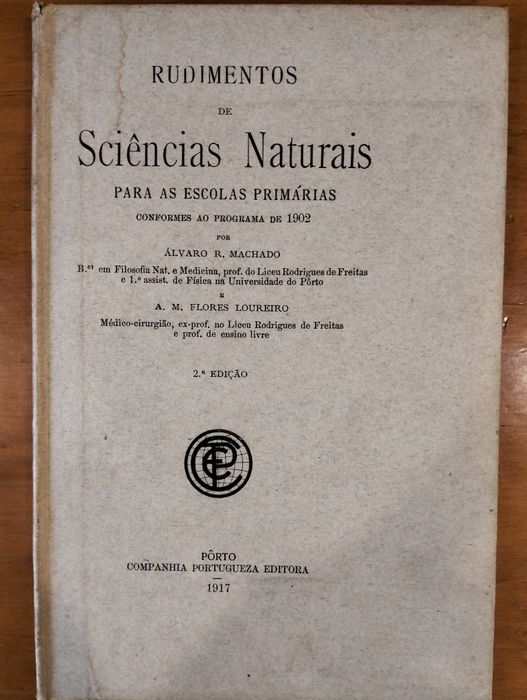 RUDIMENTOS
DE
Sciências Naturais
PARA AS ESCOLAS PRIMÁRIAS
CONFORMES AO PROGRAMA DE 1902
POR
ÁLVARO R. MACHADO
B.el em Filosofia Nat. e Medicina, prof. do Liceu Rodrigues de Freitas
e 1.º assist. de Física na Universidade do Pôrto
E
A. M. FLORES LOUREIRO
Médico-cirurgião, ex-prof. no Liceu Rodrigues de Freitas
e prof. de ensino livre
2.ª EDIÇÃO
CPE
PÔRTO
COMPANHIA PORTUGUEZA EDITORA
1917